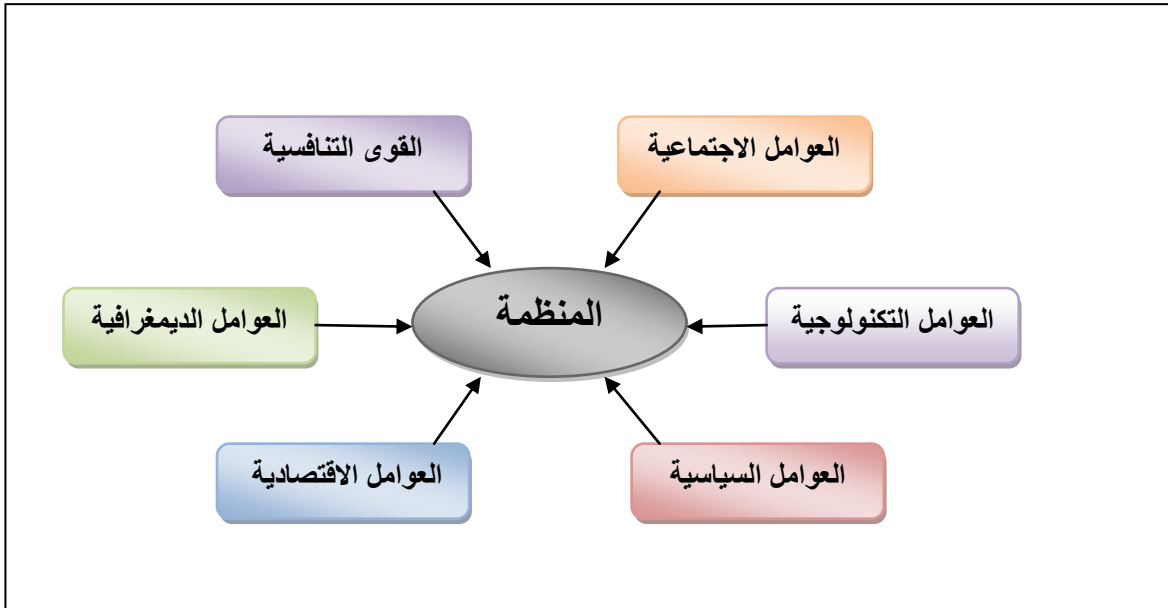 العوامل الاجتماعية
القوى التنافسية
العوامل التكنولوجية
المنظمة
العوامل الديمغرافية
العوامل السياسية
العوامل الاقتصادية